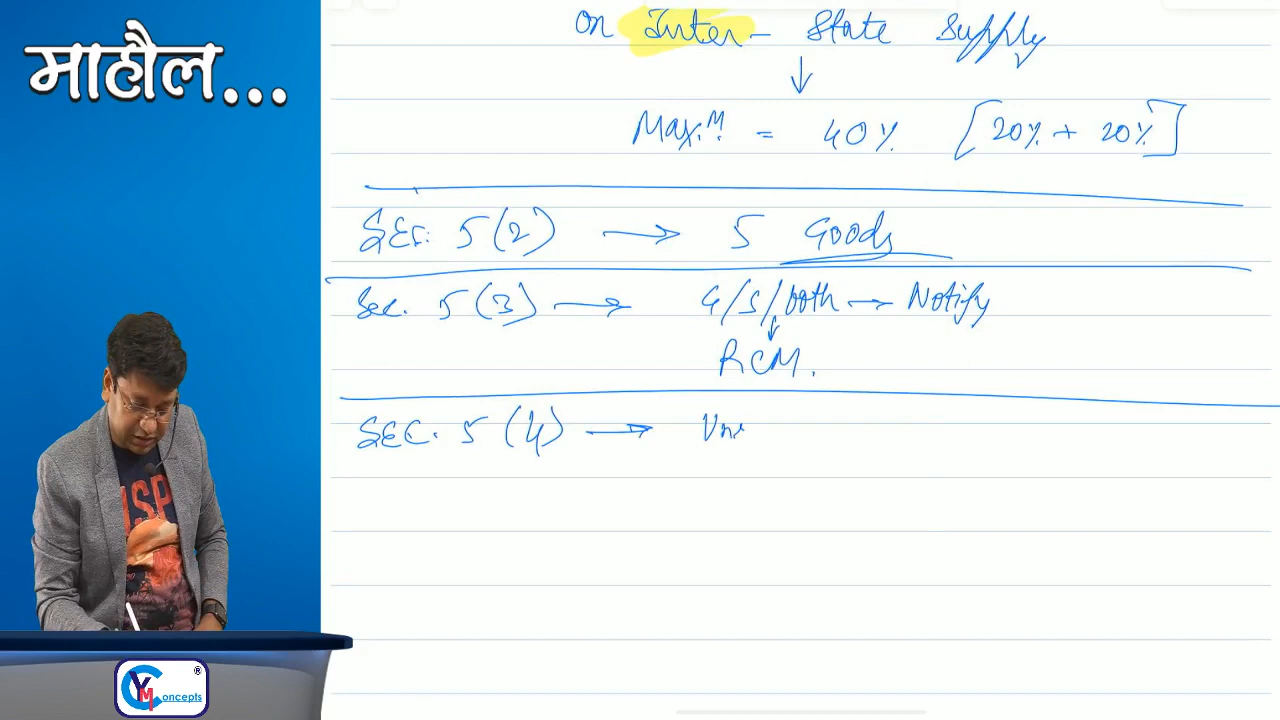 माहौल...
On Inter- State Supply
↓
Max.M = 40% [20% + 20%]
SEC. 5(2) → 5 Goods
Sec. 5(3) → G/S/both → Notify
↓
RCM.
SEC. 5(4) →
CYM Concepts ®